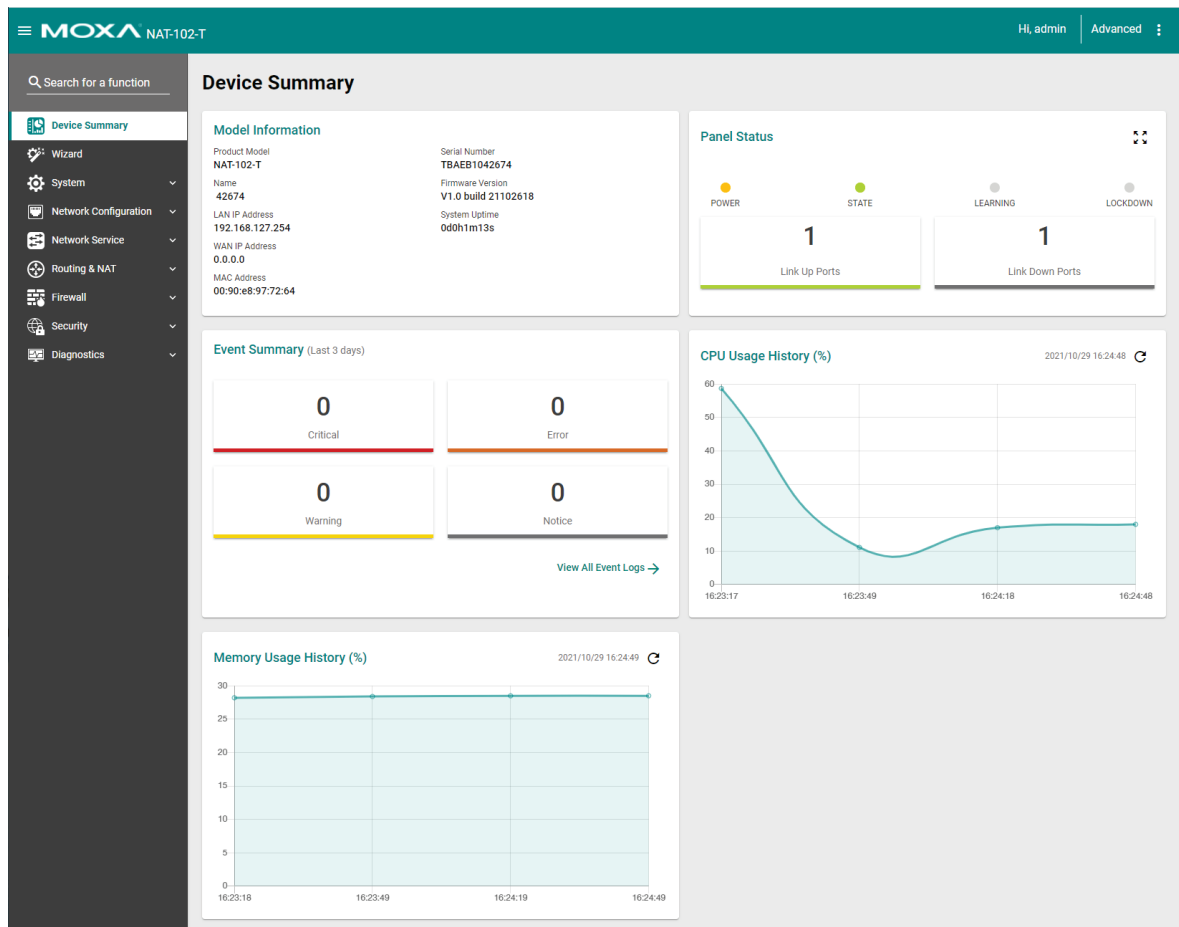 MOXA NAT-102-T
Hi, admin
Advanced
Search for a function
Device Summary
Wizard
System
Network Configuration
Network Service
Routing & NAT
Firewall
Security
Diagnostics
Device Summary
Model Information
Product Model
NAT-102-T
Name
42674
LAN IP Address
192.168.127.254
WAN IP Address
0.0.0.0
MAC Address
00:90:e8:97:72:64
Serial Number
TBAEB1042674
Firmware Version
V1.0 build 21102618
System Uptime
0d0h1m13s
Panel Status
POWER STATE LEARNING LOCKDOWN
1
Link Up Ports
1
Link Down Ports
Event Summary (Last 3 days)
0
Critical
0
Error
0
Warning
0
Notice
View All Event Logs
CPU Usage History (%)
2021/10/29 16:24:48
60
50
40
30
20
10
0
16:23:17 16:23:49 16:24:18 16:24:48
Memory Usage History (%)
2021/10/29 16:24:49
30
25
20
15
10
5
0
16:23:18 16:23:49 16:24:19 16:24:49